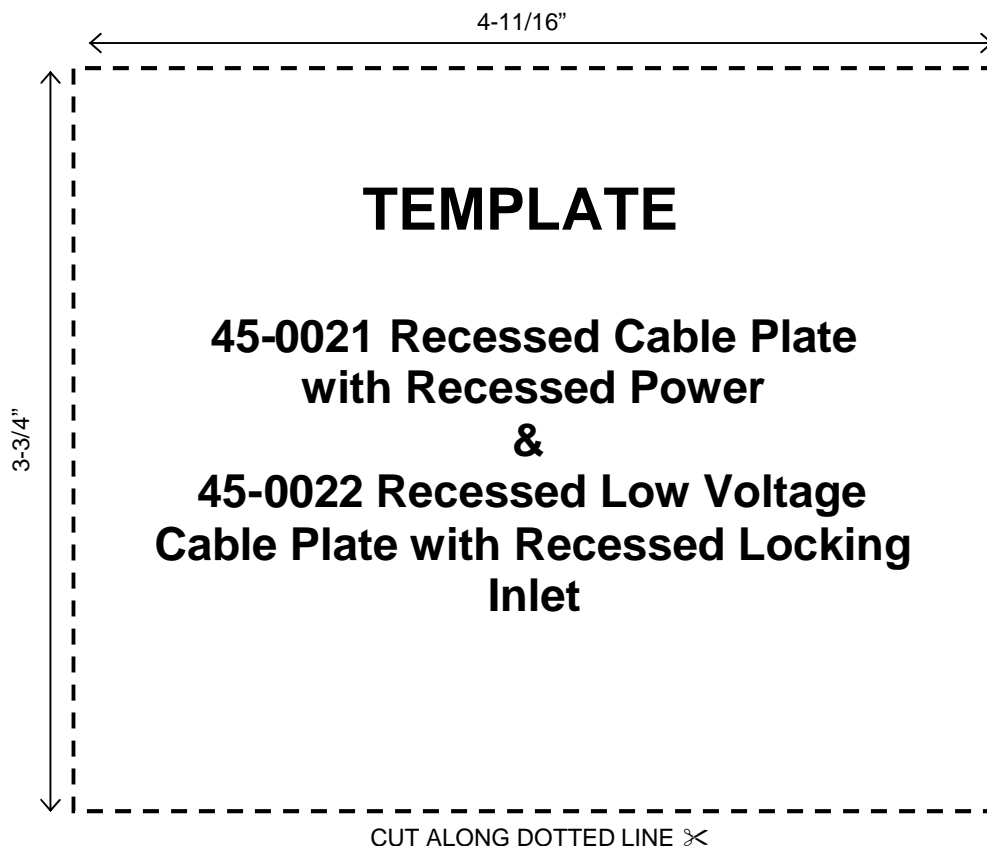 4-11/16”
TEMPLATE
3-3/4”
45-0021 Recessed Cable Plate
with Recessed Power
&
45-0022 Recessed Low Voltage
Cable Plate with Recessed Locking
Inlet
CUT ALONG DOTTED LINE